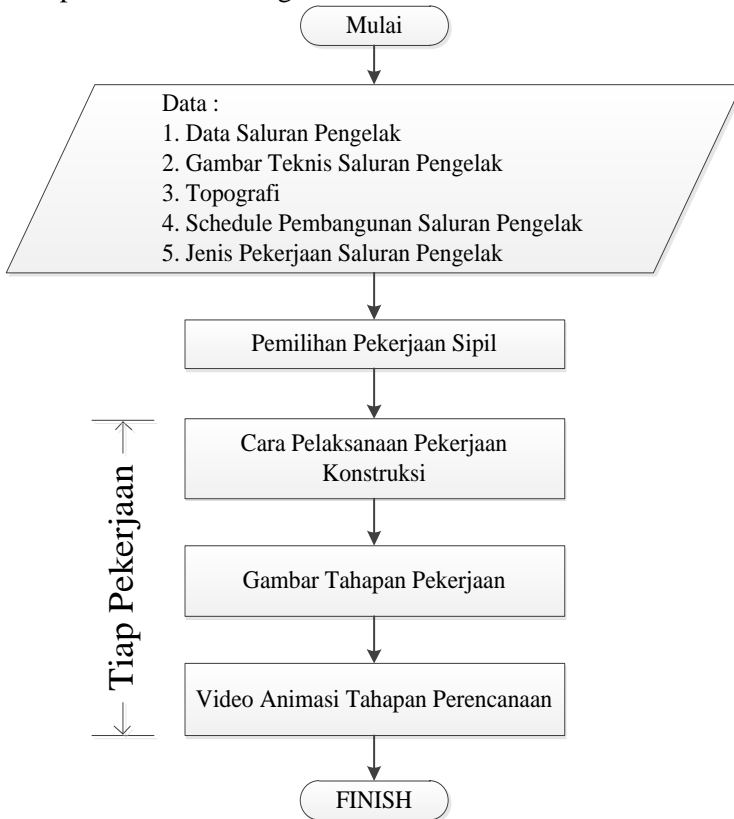 Mulai
Data :
1. Data Saluran Pengelak
2. Gambar Teknis Saluran Pengelak
3. Topografi
4. Schedule Pembangunan Saluran Pengelak
5. Jenis Pekerjaan Saluran Pengelak
Pemilihan Pekerjaan Sipil
Tiap Pekerjaan
Cara Pelaksanaan Pekerjaan
Konstruksi
Gambar Tahapan Pekerjaan
Video Animasi Tahapan Perencanaan
FINISH